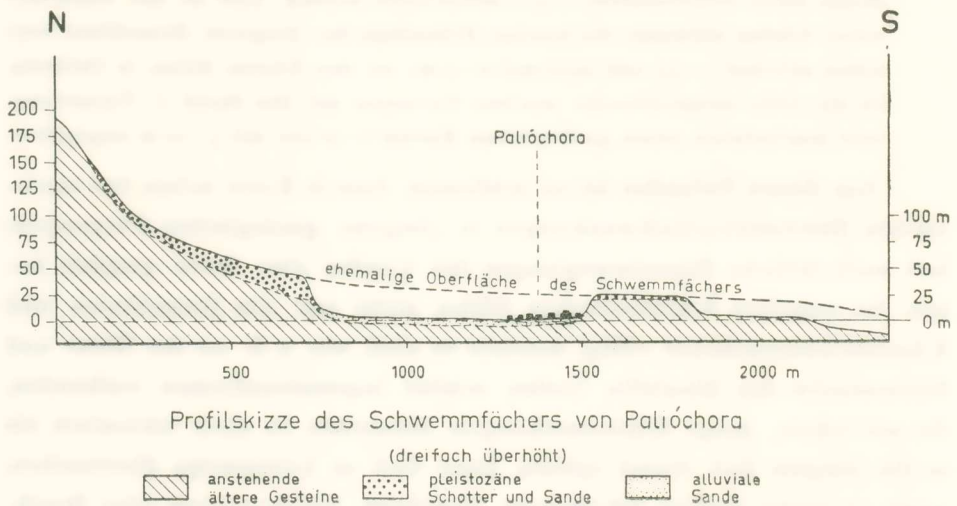 N
S
200
175
150
125
100
75
50
25
0
Palióchora
100 m
75
50
25
0 m
ehemalige Oberfläche des Schwemmfächers
500
1000
1500
2000 m
Profilskizze des Schwemmfächers von Palióchora
(dreifach überhöht)
anstehende
ältere Gesteine
pleistozäne
Schotter und Sande
alluviale
Sande